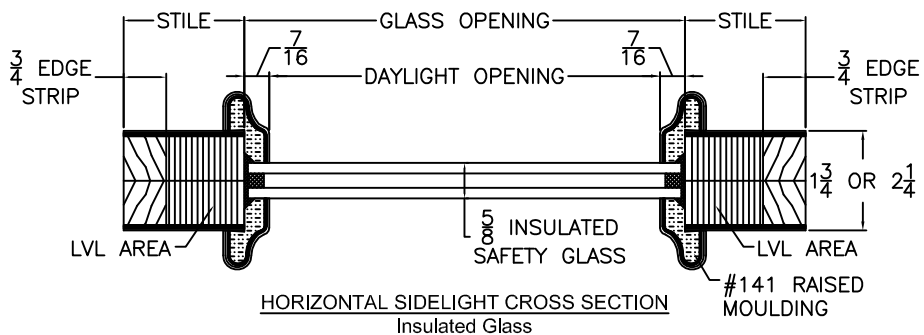 STILE GLASS OPENING STILE
7/16 7/16
3/4 EDGE STRIP DAYLIGHT OPENING 3/4 EDGE STRIP
1 3/4 OR 2 1/4
LVL AREA 5/8 INSULATED SAFETY GLASS LVL AREA
#141 RAISED MOULDING
HORIZONTAL SIDELIGHT CROSS SECTION
Insulated Glass